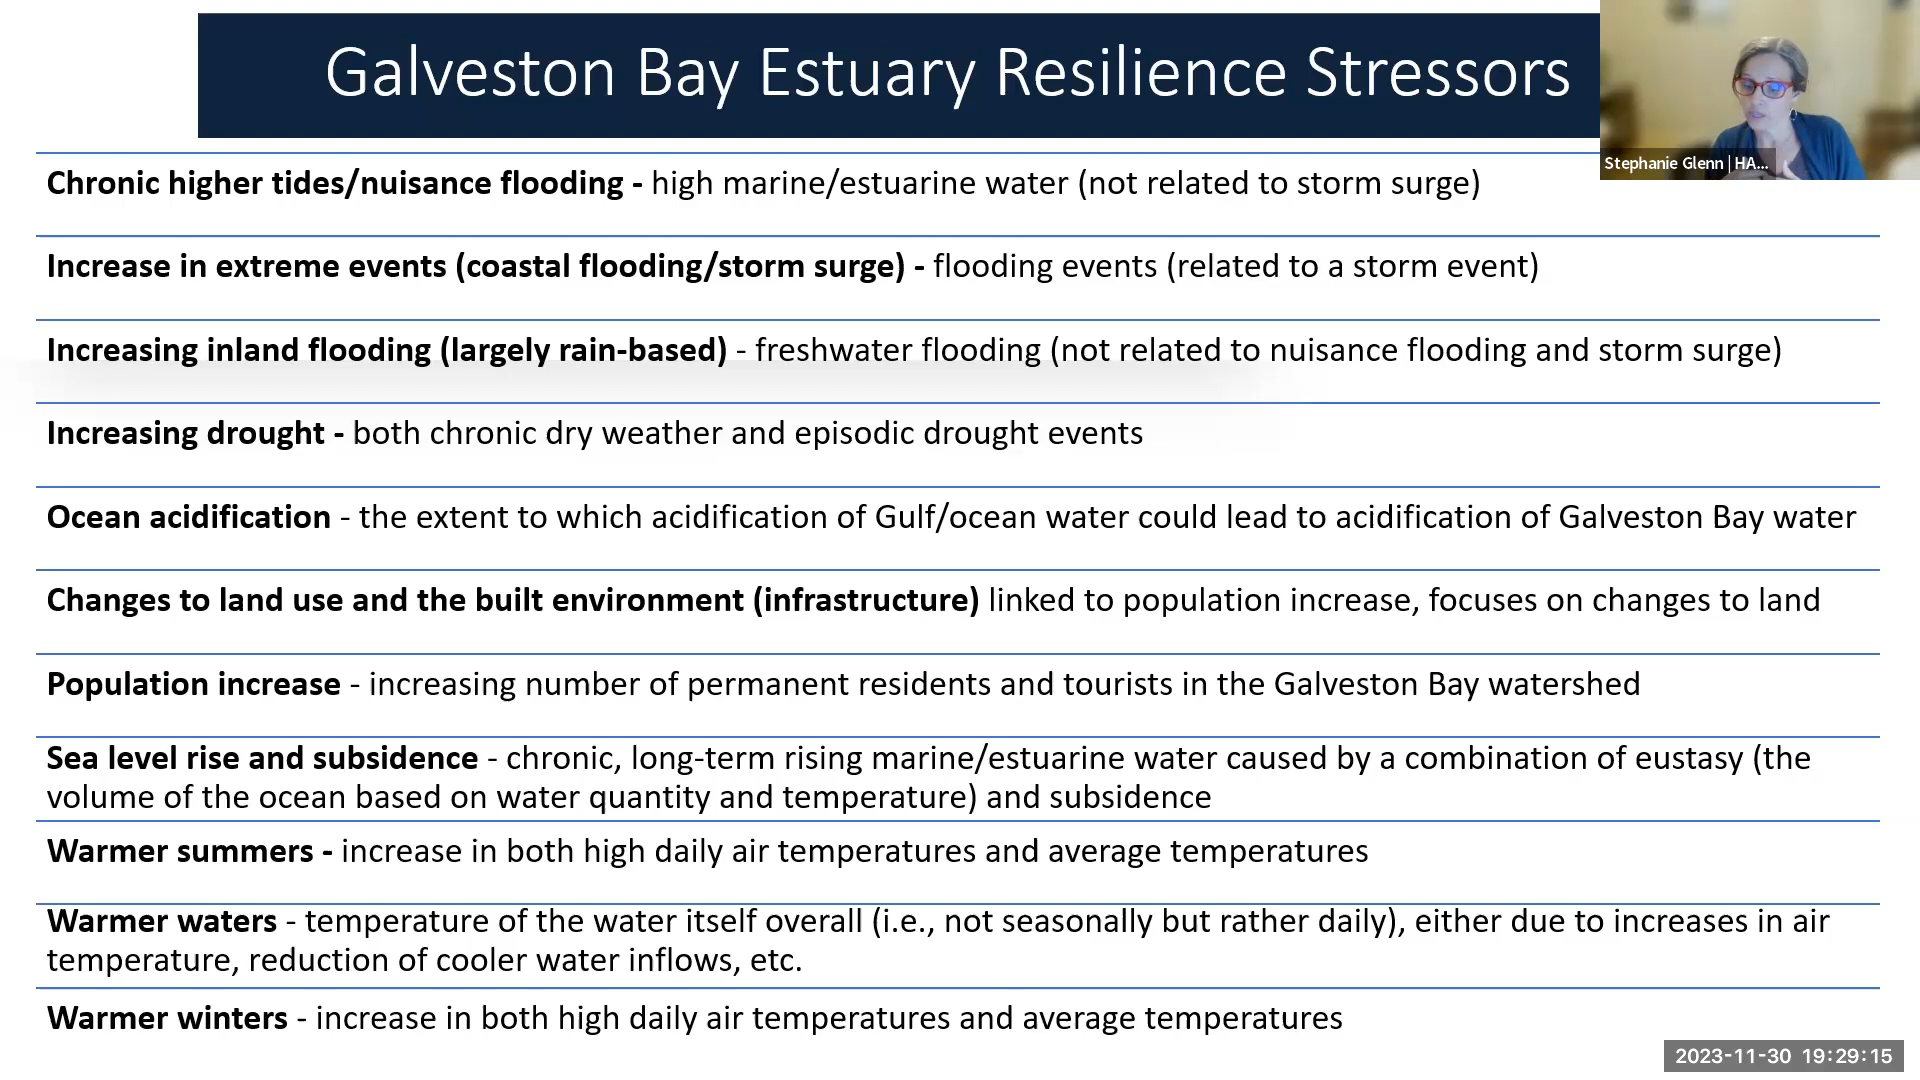 Galveston Bay Estuary Resilience Stressors
Stephanie Glenn | HA...
Chronic higher tides/nuisance flooding - high marine/estuarine water (not related to storm surge)
Increase in extreme events (coastal flooding/storm surge) - flooding events (related to a storm event)
Increasing inland flooding (largely rain-based) - freshwater flooding (not related to nuisance flooding and storm surge)
Increasing drought - both chronic dry weather and episodic drought events
Ocean acidification - the extent to which acidification of Gulf/ocean water could lead to acidification of Galveston Bay water
Changes to land use and the built environment (infrastructure) linked to population increase, focuses on changes to land
Population increase - increasing number of permanent residents and tourists in the Galveston Bay watershed
Sea level rise and subsidence - chronic, long-term rising marine/estuarine water caused by a combination of eustasy (the
volume of the ocean based on water quantity and temperature) and subsidence
Warmer summers - increase in both high daily air temperatures and average temperatures
Warmer waters - temperature of the water itself overall (i.e., not seasonally but rather daily), either due to increases in air
temperature, reduction of cooler water inflows, etc.
Warmer winters - increase in both high daily air temperatures and average temperatures
2023-11-30 19:29:15